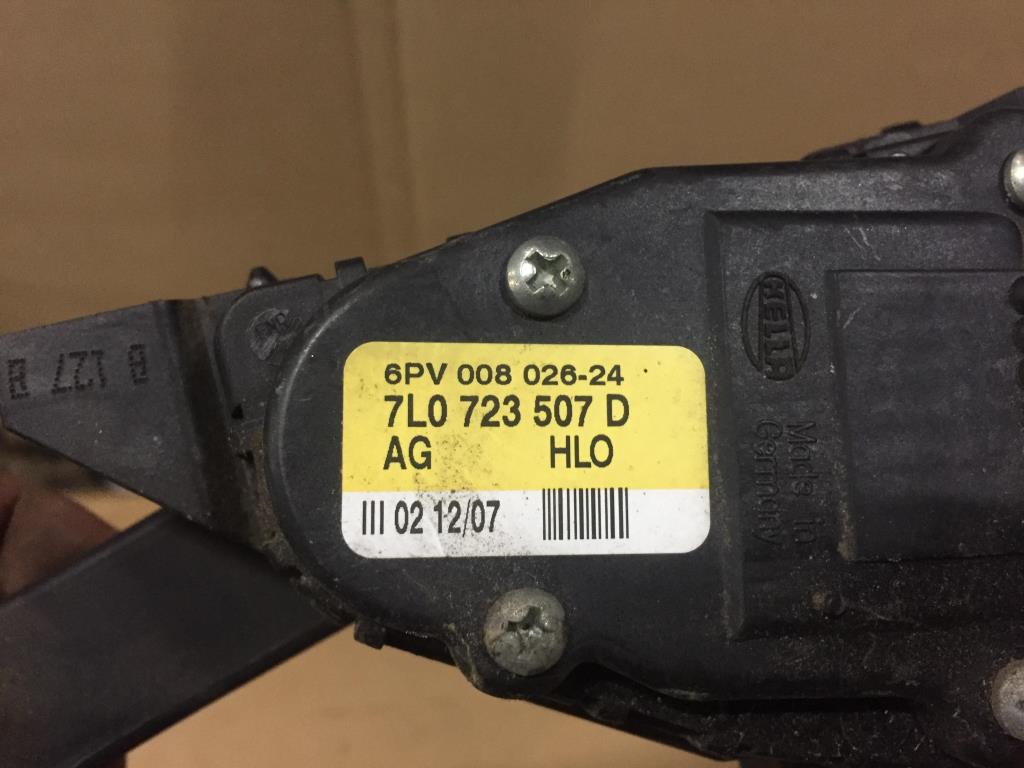 6PV 008 026-24
7L0 723 507 D
AG HLO
III 02 12/07
HELLA
Made in
Germany